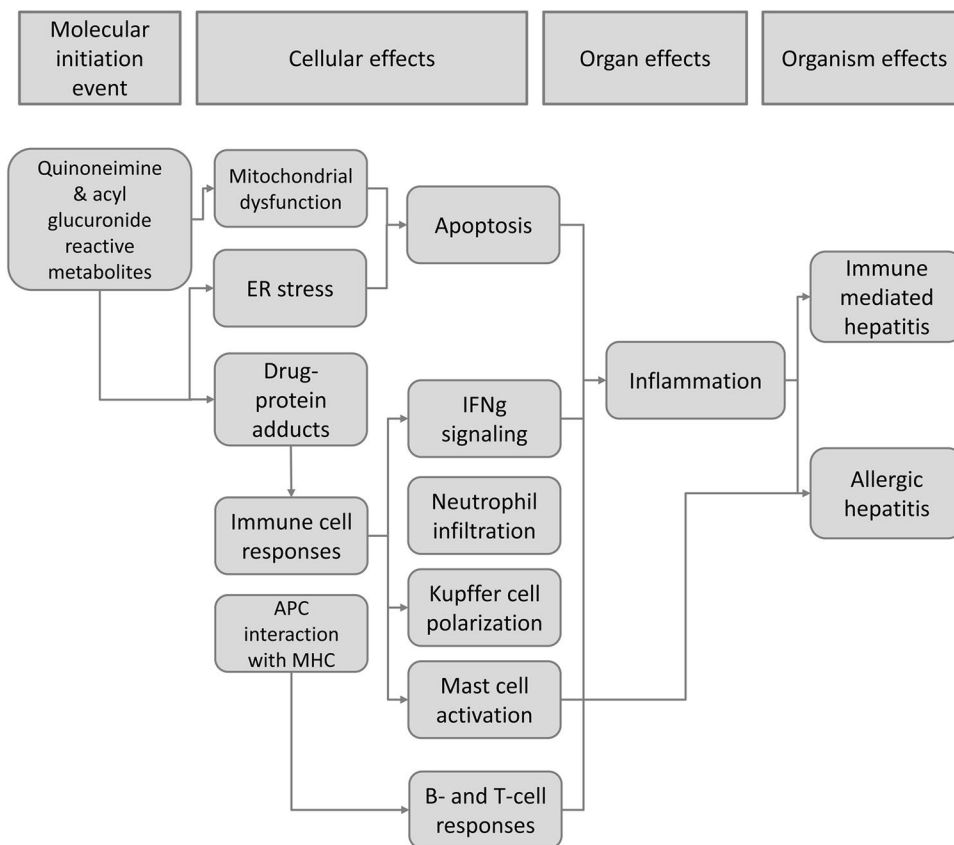 Molecular
initiation
event
Cellular effects
Organ effects
Organism effects
Quinoneimine
& acyl
glucuronide
reactive
metabolites
Mitochondrial
dysfunction
ER stress
Drug-
protein
adducts
Immune cell
responses
APC
interaction
with MHC
Apoptosis
IFNg
signaling
Neutrophil
infiltration
Kupffer cell
polarization
Mast cell
activation
B- and T-cell
responses
Inflammation
Immune
mediated
hepatitis
Allergic
hepatitis